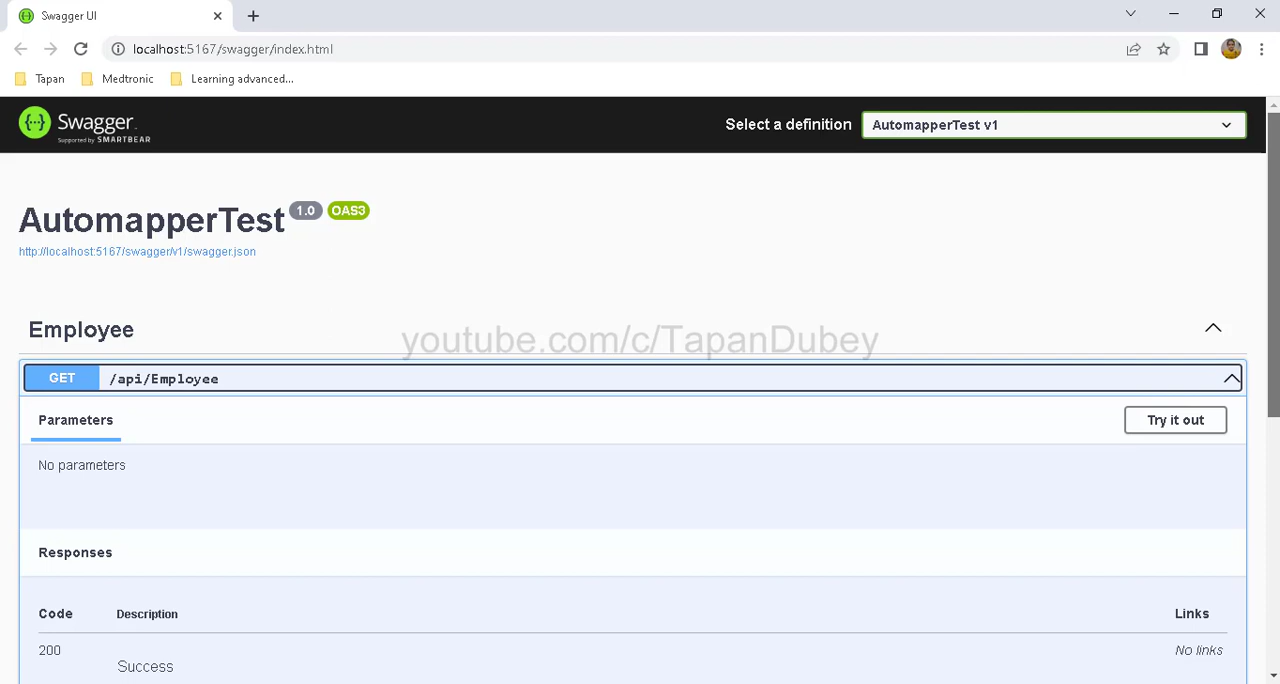 Swagger UI
localhost:5167/swagger/index.html
Tapan Medtronic Learning advanced...
Swagger
Supported by SMARTBEAR
Select a definition AutomapperTest v1
AutomapperTest 1.0 OAS3
http://localhost:5167/swagger/v1/swagger.json
Employee
youtube.com/c/TapanDubey
GET /api/Employee
Parameters Try it out
No parameters
Responses
Code Description Links
200 No links
Success